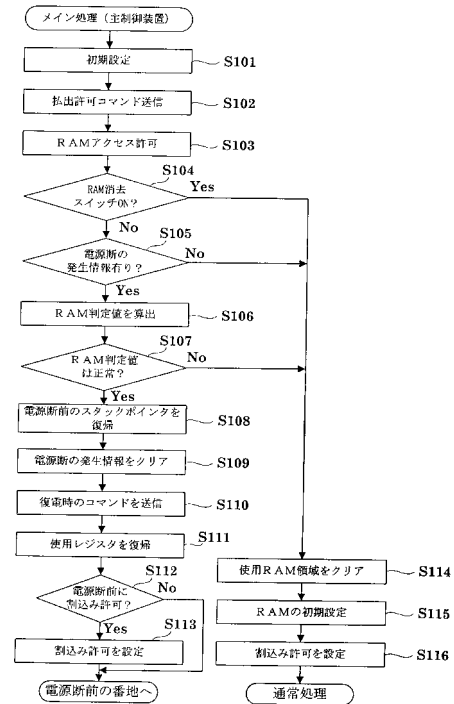 メイン処理（主制御装置）
初期設定
S101
払出許可コマンド送信
S102
RAMアクセス許可
S103
S104
RAM消去
スイッチON？
Yes
No
S105
電源断の
発生情報有り？
No
Yes
RAM判定値を算出
S106
S107
RAM判定値
は正常？
No
Yes
電源断前のスタックポインタを
復帰
S108
電源断の発生情報をクリア
S109
復電時のコマンドを送信
S110
使用レジスタを復帰
S111
S112
電源断前に
割込み許可？
No
Yes
S113
割込み許可を設定
電源断前の番地へ
使用RAM領域をクリア
S114
RAMの初期設定
S115
割込み許可を設定
S116
通常処理